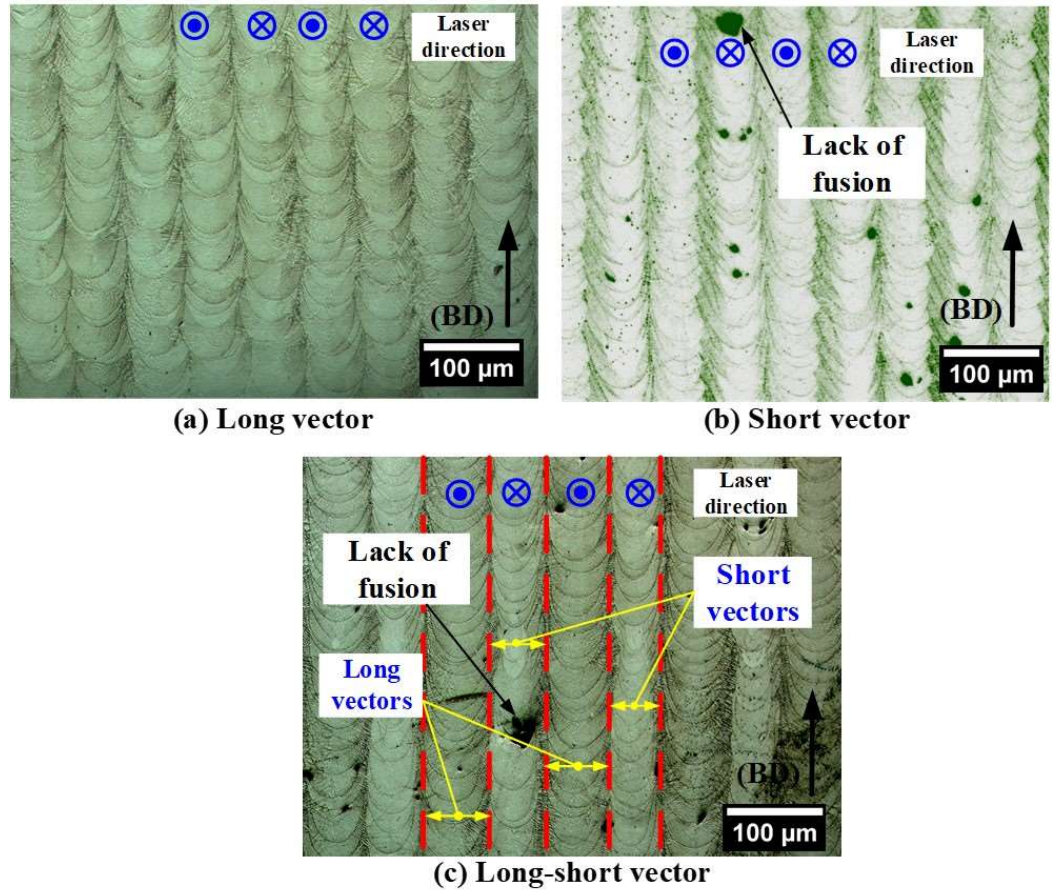 Laser
direction
(BD)
100 µm
(a) Long vector
Laser
direction
Lack of
fusion
(BD)
100 µm
(b) Short vector
Laser
direction
Lack of
fusion
Short
vectors
Long
vectors
(BD)
100 µm
(c) Long-short vector